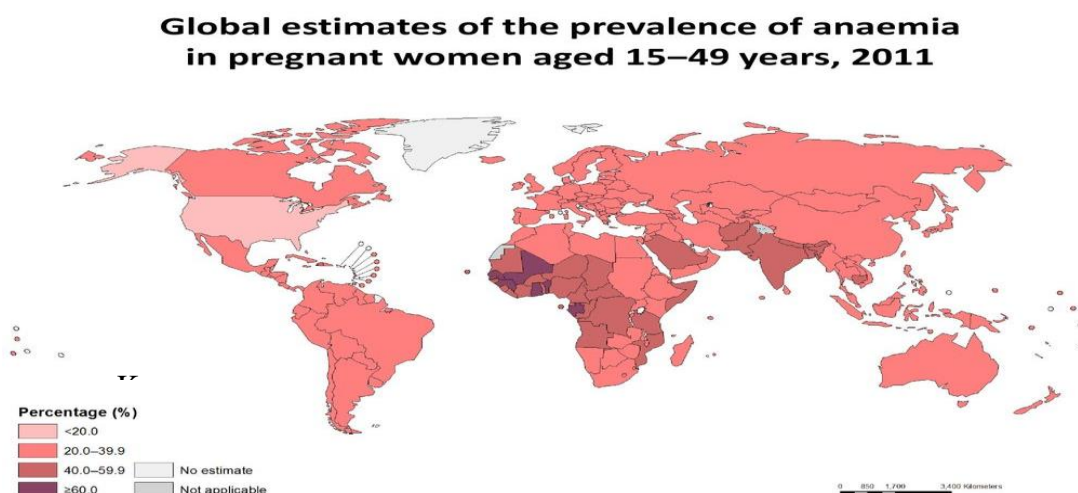 Global estimates of the prevalence of anaemia
in pregnant women aged 15–49 years, 2011
Percentage (%)
<20.0
20.0–39.9
40.0–59.9
No estimate
≥60.0
Not applicable
0 850 1,700 3,400 Kilometers